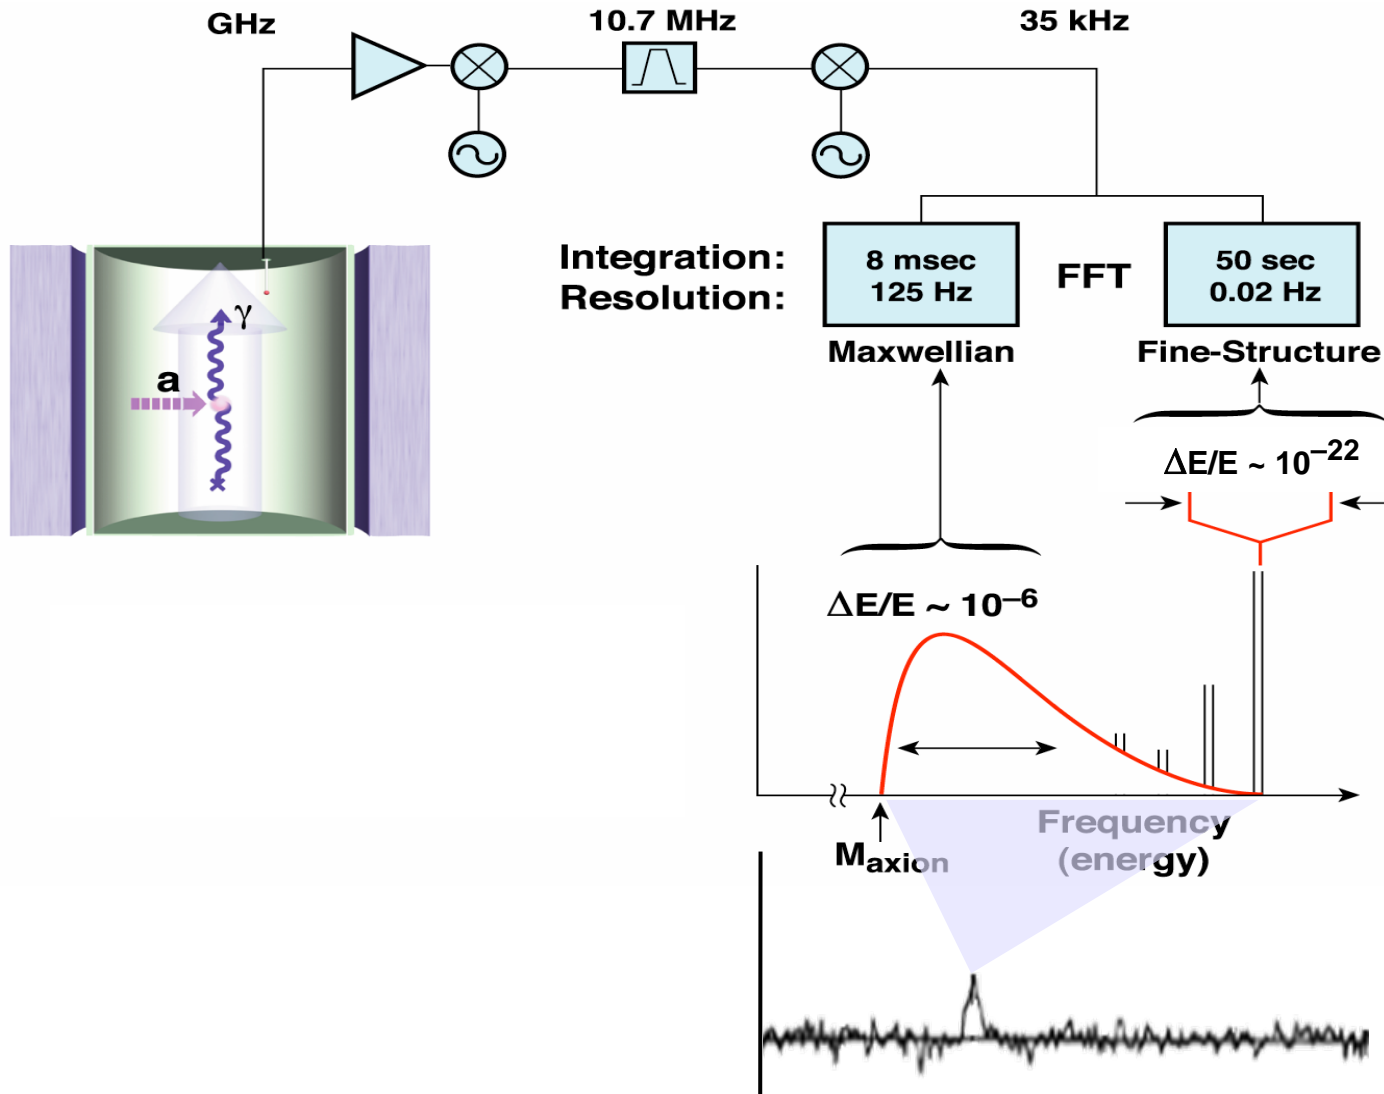 GHz
10.7 MHz
35 kHz
Integration:
Resolution:
8 msec
125 Hz
FFT
50 sec
0.02 Hz
Maxwellian
Fine-Structure
γ
a
ΔE/E ~ 10⁻²²
ΔE/E ~ 10⁻⁶
Frequency
(energy)
Maxion